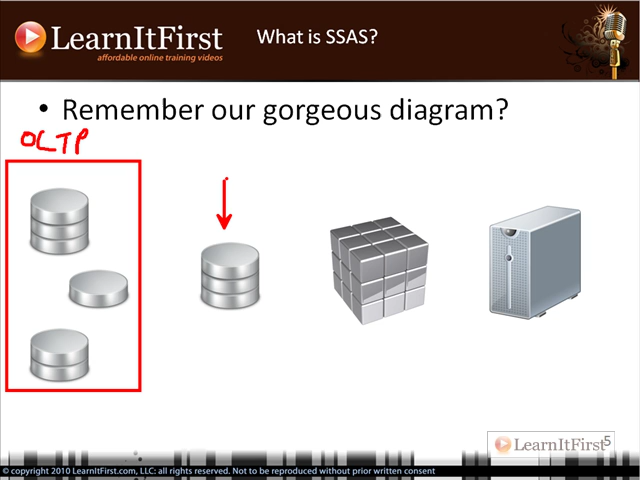 LearnItFirst
affordable online training videos
What is SSAS?
• Remember our gorgeous diagram?
OLTP
LearnItFirst
5
© copyright 2010 LearnItFirst.com, LLC: all rights reserved. Not to be reproduced without prior written consent